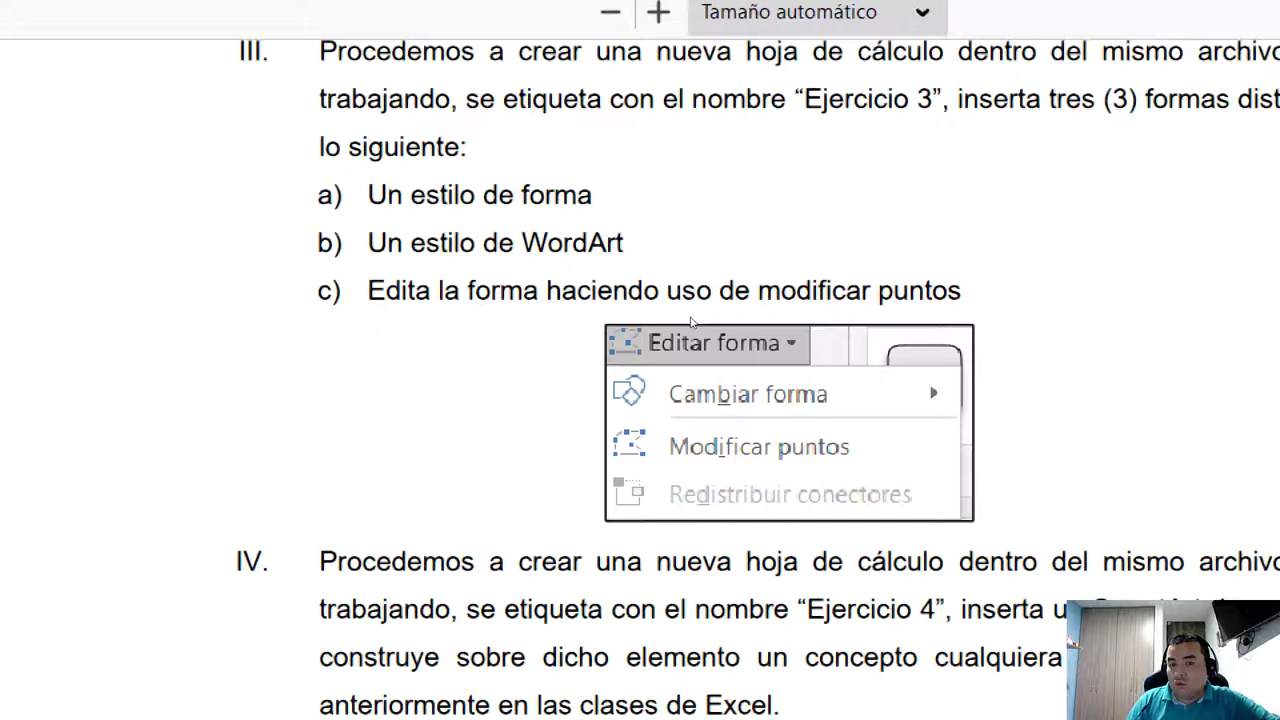 Tamaño automático
III. Procedemos a crear una nueva hoja de cálculo dentro del mismo archivo
trabajando, se etiqueta con el nombre “Ejercicio 3”, inserta tres (3) formas
lo siguiente:
a) Un estilo de forma
b) Un estilo de WordArt
c) Edita la forma haciendo uso de modificar puntos
Editar forma
Cambiar forma
Modificar puntos
Redistribuir conectores
IV. Procedemos a crear una nueva hoja de cálculo dentro del mismo archivo
trabajando, se etiqueta con el nombre “Ejercicio 4”, inserta
construye sobre dicho elemento un concepto cualquiera
anteriormente en las clases de Excel.